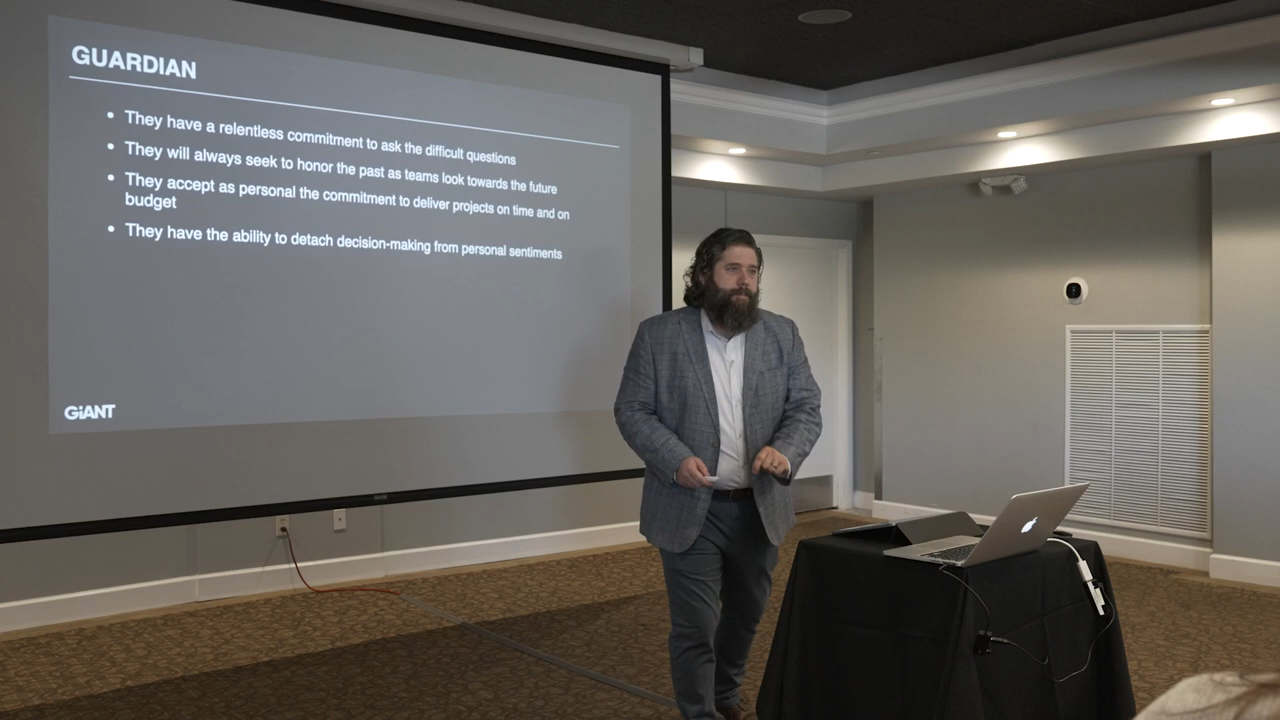 GUARDIAN
• They have a relentless commitment to ask the difficult questions
• They will always seek to honor the past as teams look towards the future
• They accept as personal the commitment to deliver projects on time and on
budget
• They have the ability to detach decision-making from personal sentiments
GiANT